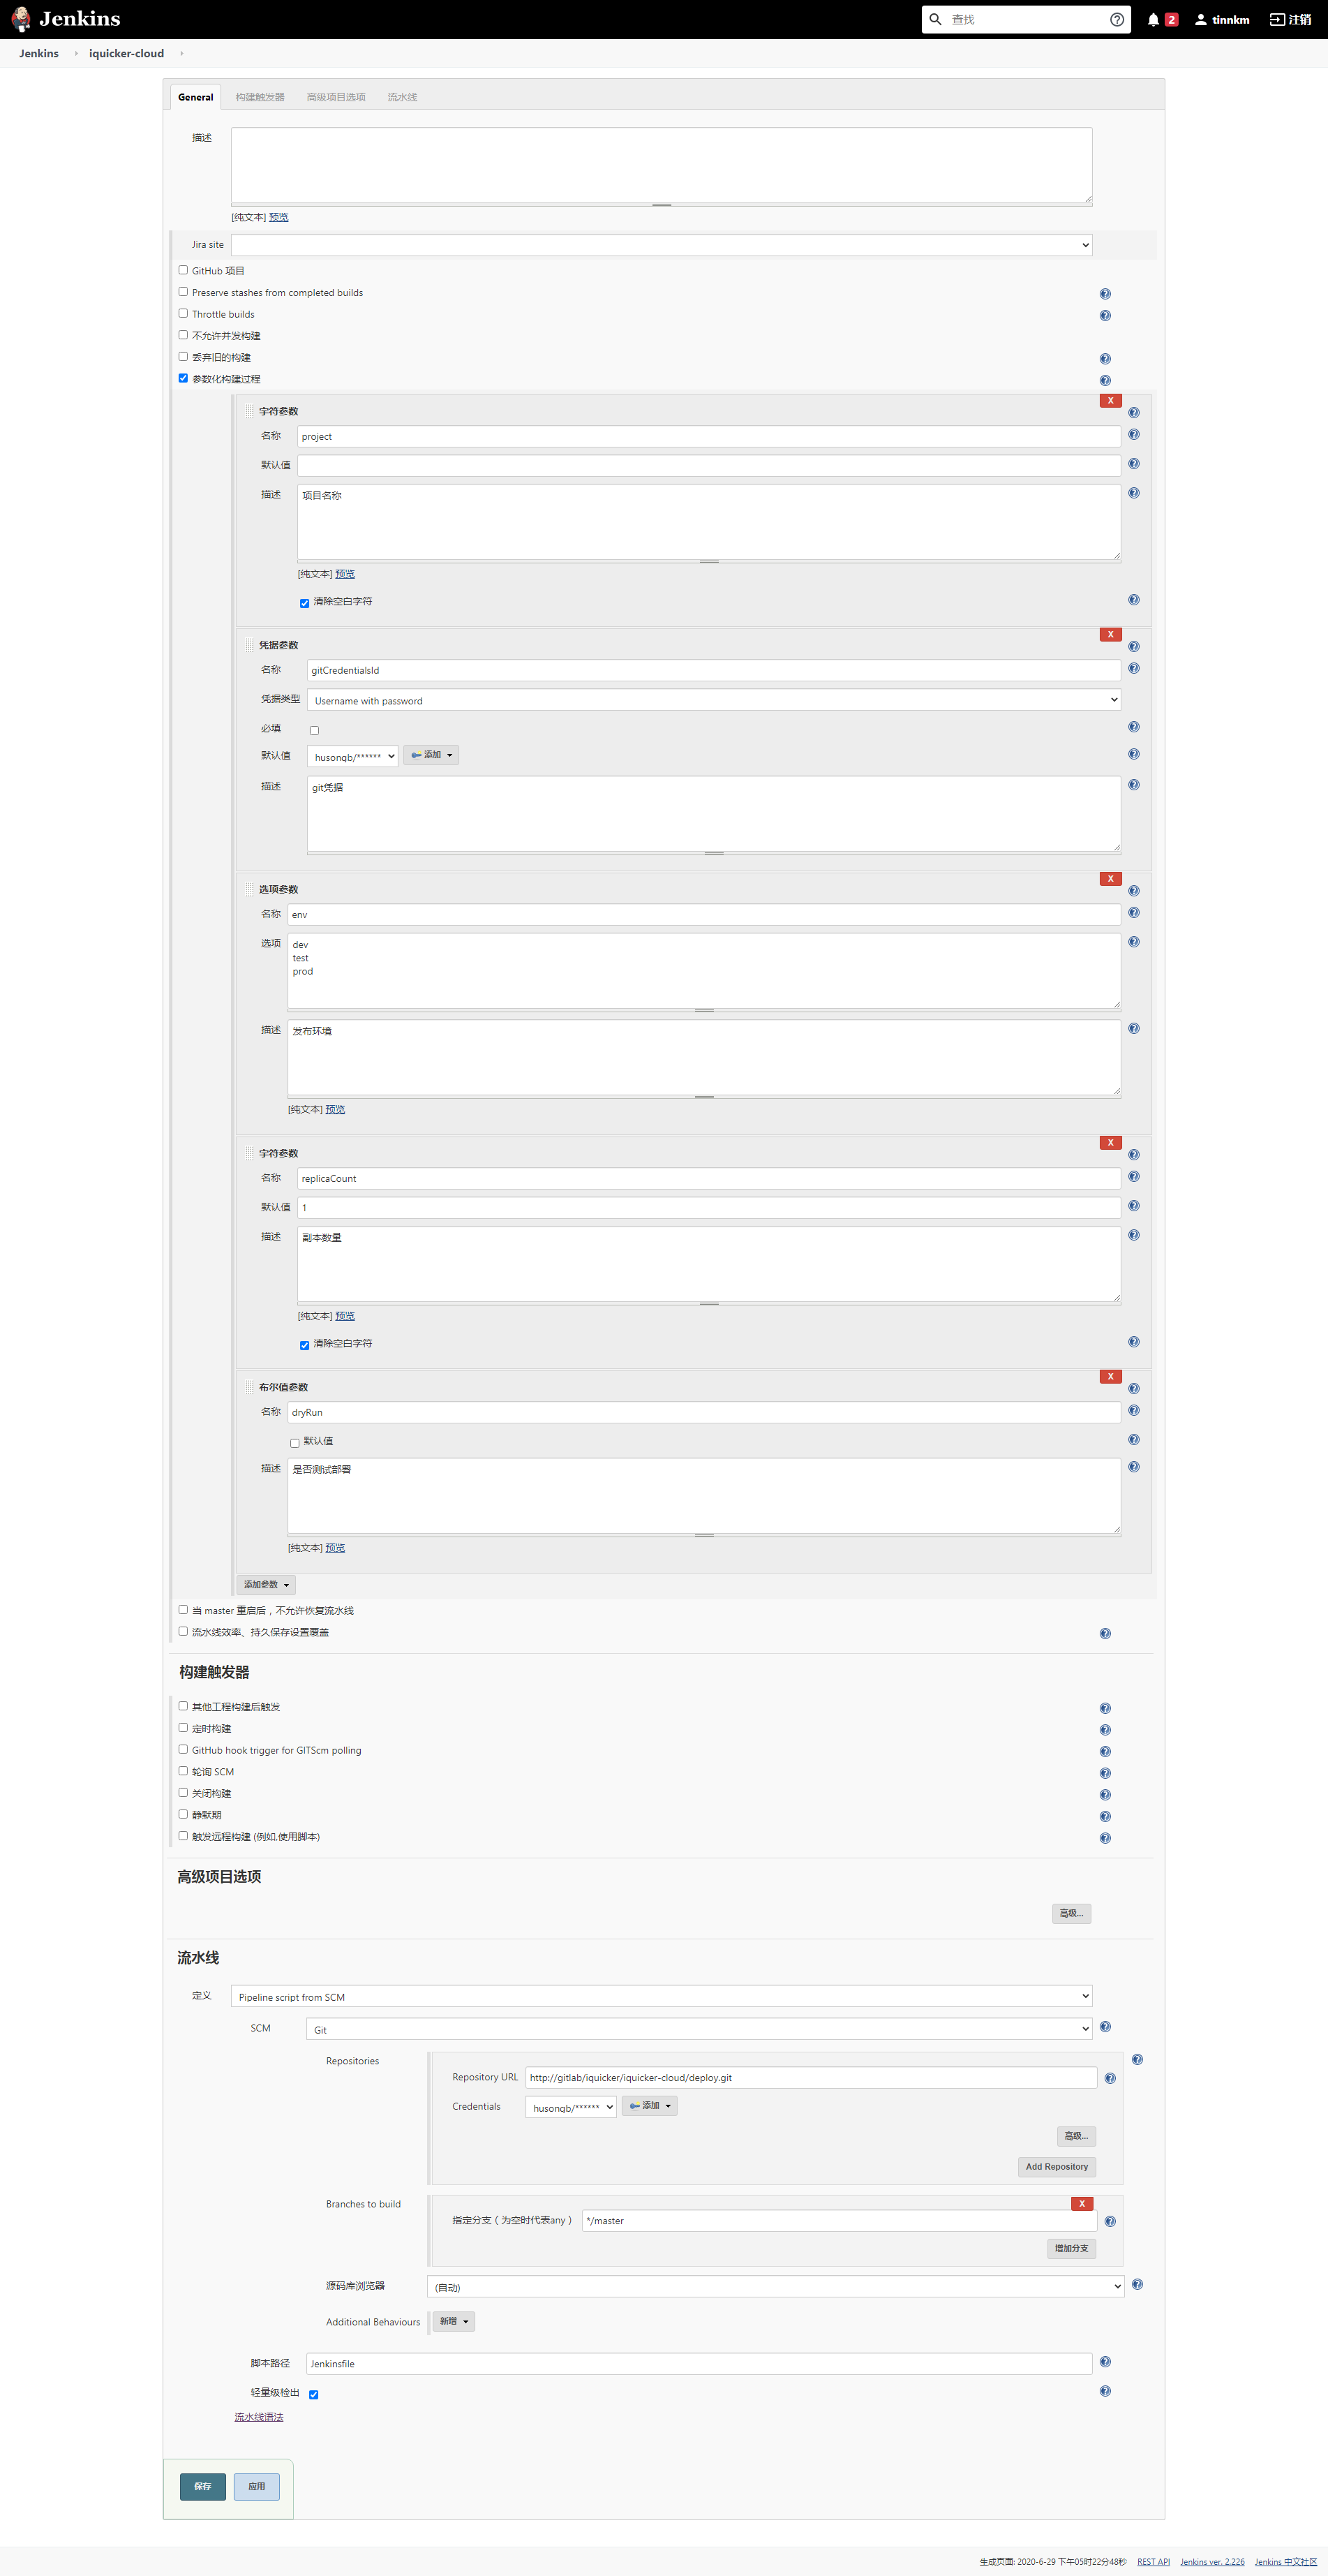 Jenkins
查找
2
tinnkm
注销
Jenkins
iquicker-cloud
General
构建触发器
高级项目选项
流水线
描述
[纯文本] 预览
Jira site
GitHub 项目
Preserve stashes from completed builds
Throttle builds
不允许并发构建
丢弃旧的构建
参数化构建过程
X
字符参数
名称
project
默认值
描述
项目名称
[纯文本] 预览
清除空白字符
X
凭据参数
名称
gitCredentialsId
凭据类型
Username with password
必填
默认值
husongb/******
添加
描述
git凭据
X
选项参数
名称
env
选项
dev
test
prod
描述
发布环境
[纯文本] 预览
X
字符参数
名称
replicaCount
默认值
1
描述
副本数量
[纯文本] 预览
清除空白字符
X
布尔值参数
名称
dryRun
默认值
描述
是否测试部署
[纯文本] 预览
添加参数
当 master 重启后，不允许恢复流水线
流水线效率、持久保存设置覆盖
构建触发器
其他工程构建后触发
定时构建
GitHub hook trigger for GITScm polling
轮询 SCM
关闭构建
静默期
触发远程构建 (例如,使用脚本)
高级项目选项
高级...
流水线
定义
Pipeline script from SCM
SCM
Git
Repositories
Repository URL
http://gitlab/iquicker/iquicker-cloud/deploy.git
Credentials
husongb/******
添加
高级...
Add Repository
Branches to build
X
指定分支（为空时代表any）
*/master
增加分支
源码库浏览器
(自动)
Additional Behaviours
新增
脚本路径
Jenkinsfile
轻量级检出
流水线语法
保存
应用
生成页面: 2020-6-29 下午05时22分48秒
REST API
Jenkins ver. 2.226
Jenkins 中文社区